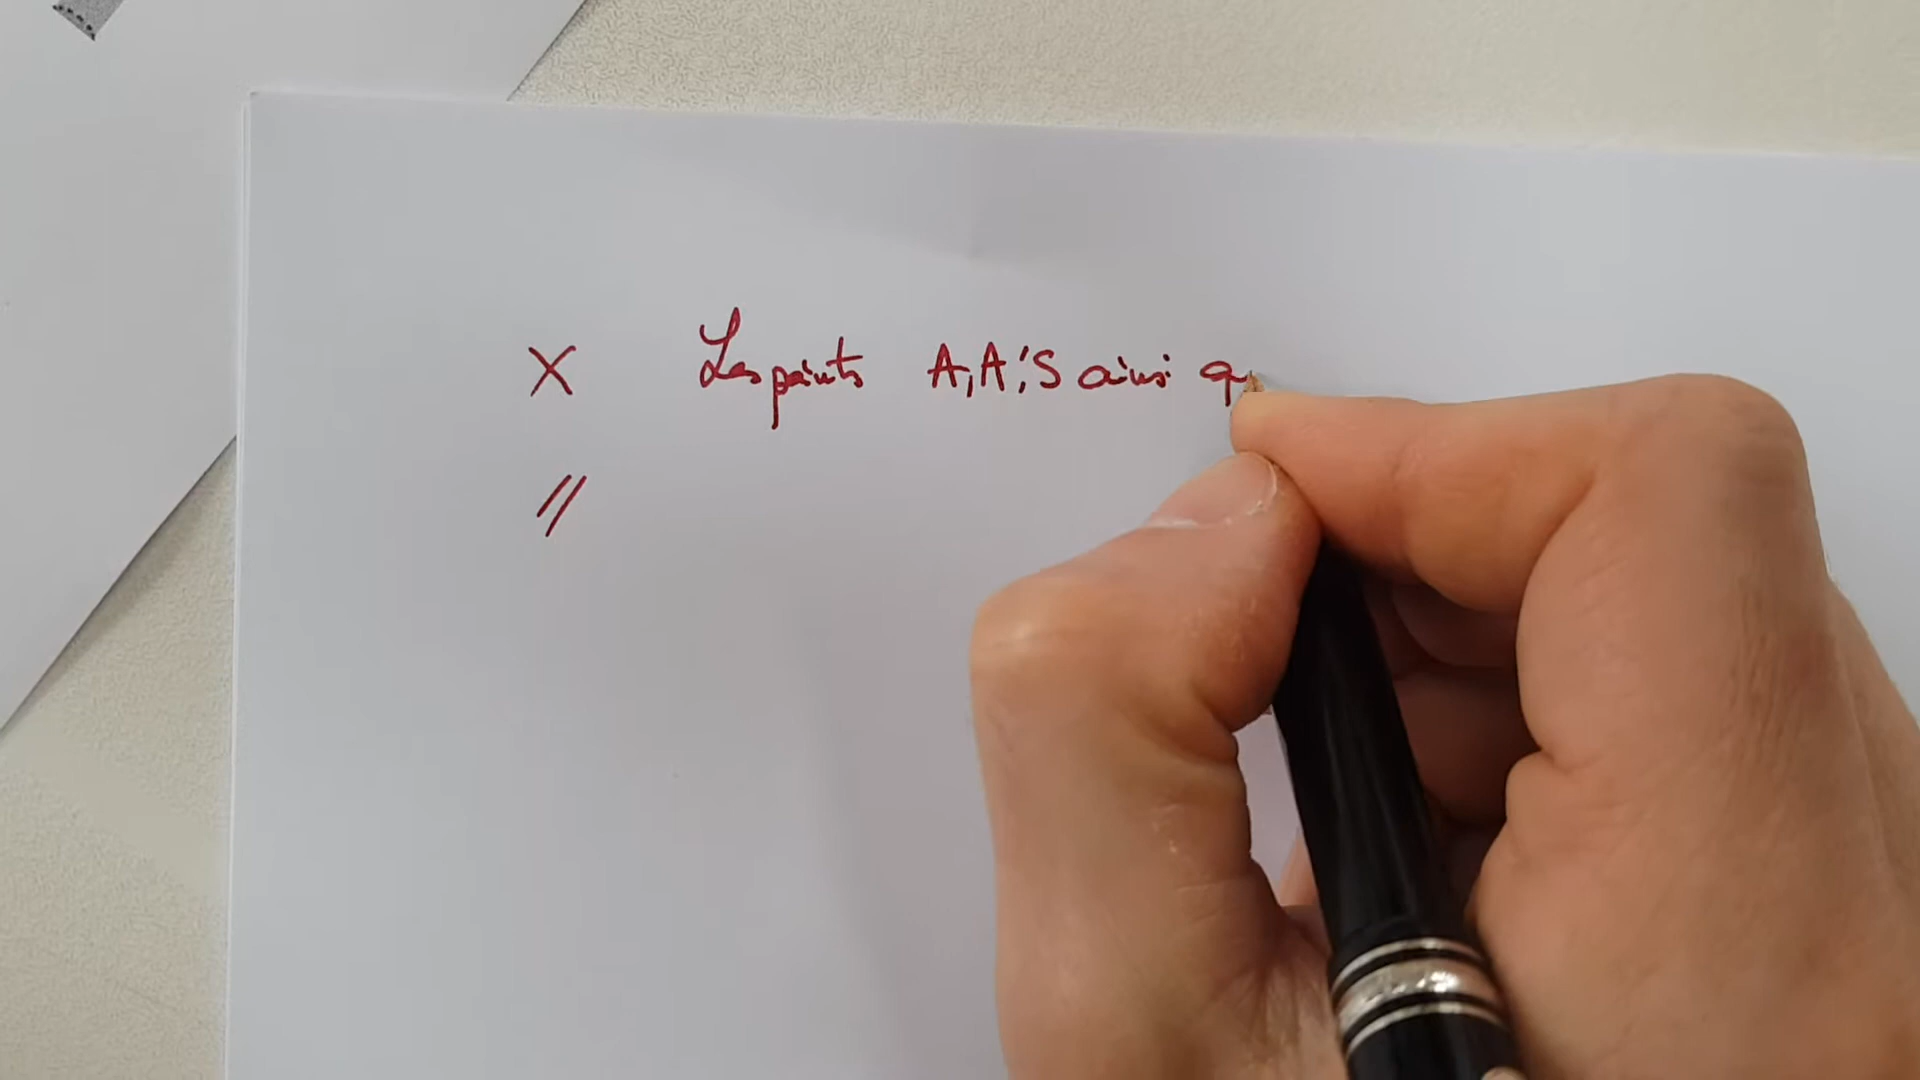 X Les points A, A', S ainsi q
//